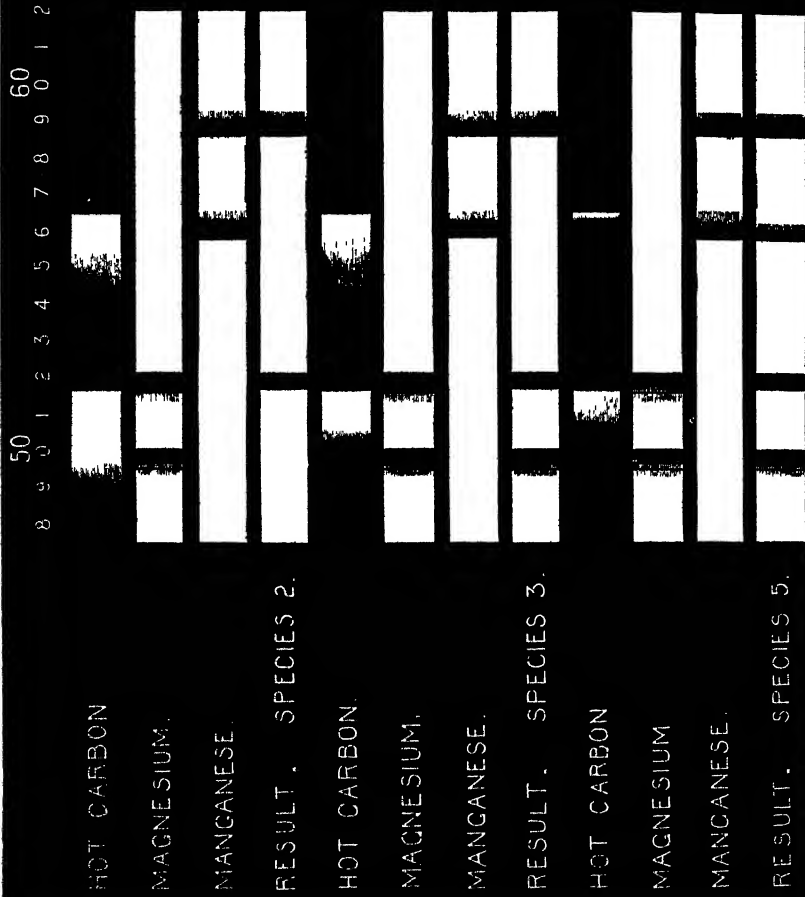 50 60
8 9 0 1 2 3 4 5 6 7 8 9 0 1 2
HOT CARBON
MAGNESIUM.
MANGANESE.
RESULT. SPECIES 2.
HOT CARBON.
MAGNESIUM.
MANGANESE.
RESULT. SPECIES 3.
HOT CARBON
MAGNESIUM
MANGANESE.
RESULT. SPECIES 5.